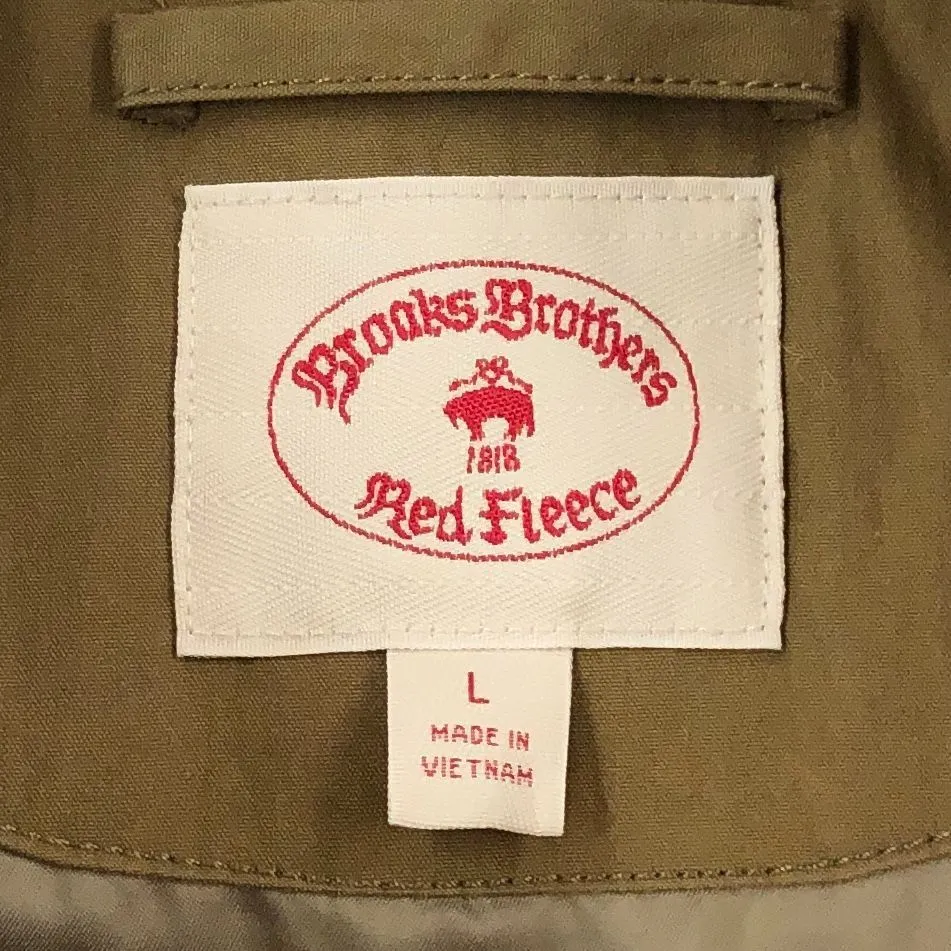 Brooks Brothers
1818
Red Fleece
L
MADE IN
VIETNAM